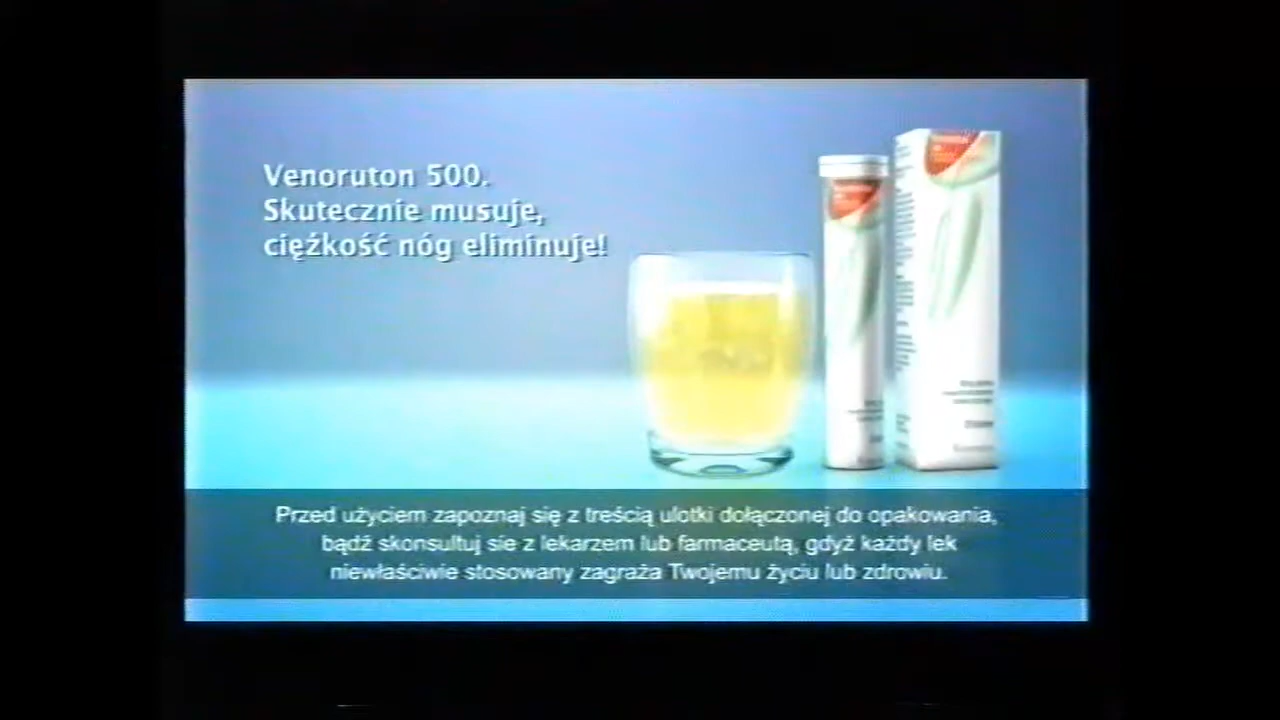 Venoruton 500.
Skutecznie musuje,
ciężkość nóg eliminuje!
Przed użyciem zapoznaj się z treścią ulotki dołączonej do opakowania,
bądź skonsultuj sie z lekarzem lub farmaceutą, gdyż każdy lek
niewłaściwie stosowany zagraża Twojemu życiu lub zdrowiu.